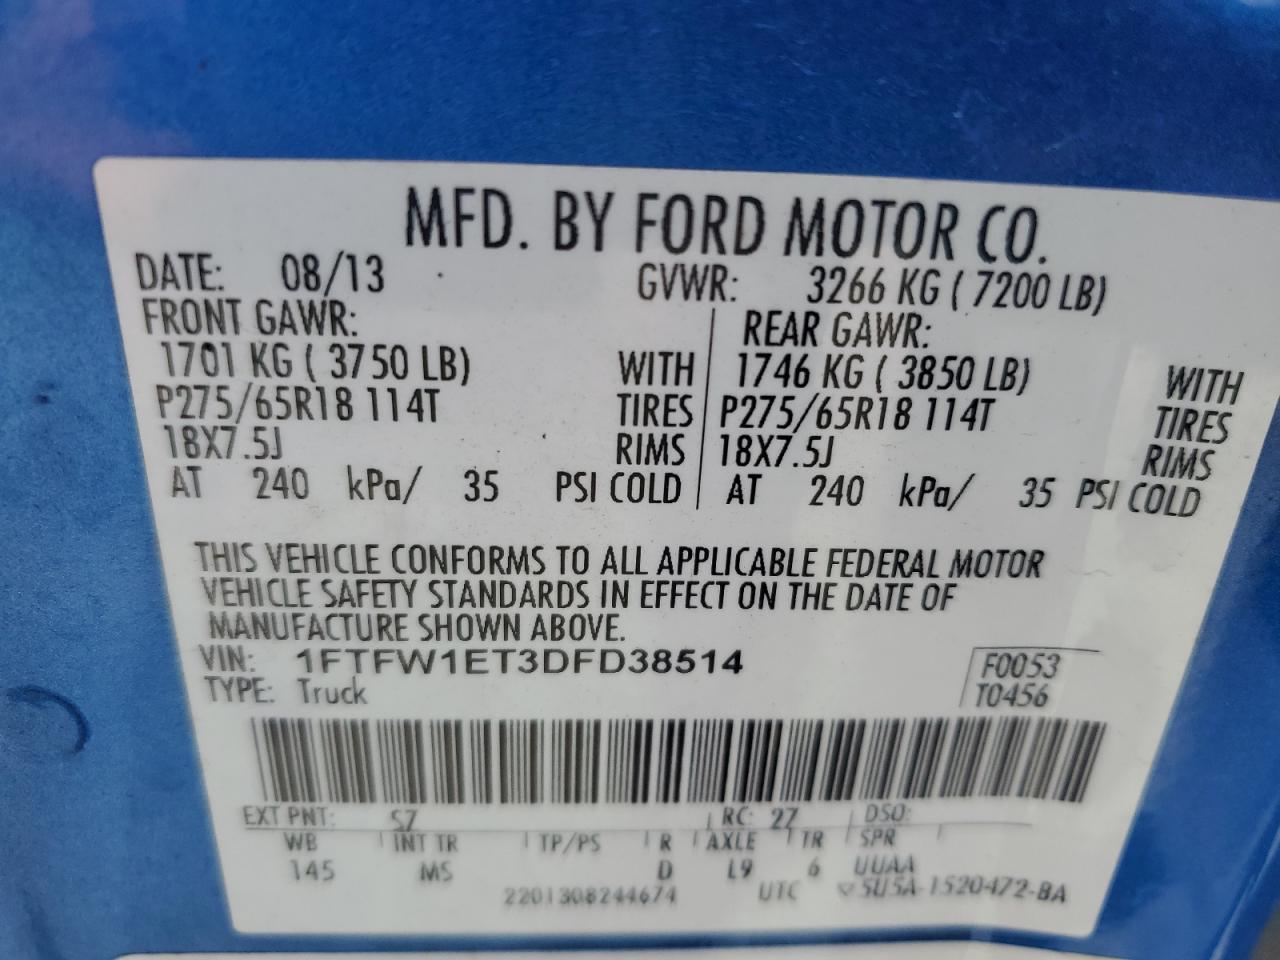 MFD. BY FORD MOTOR CO.
DATE: 08/13 GVWR: 3266 KG ( 7200 LB)
FRONT GAWR: REAR GAWR:
1701 KG ( 3750 LB) WITH 1746 KG ( 3850 LB) WITH
P275/65R18 114T TIRES P275/65R18 114T TIRES
18X7.5J RIMS 18X7.5J RIMS
AT 240 kPa/ 35 PSI COLD AT 240 kPa/ 35 PSI COLD
THIS VEHICLE CONFORMS TO ALL APPLICABLE FEDERAL MOTOR
VEHICLE SAFETY STANDARDS IN EFFECT ON THE DATE OF
MANUFACTURE SHOWN ABOVE.
VIN: 1FTFW1ET3DFD38514 F0053
TYPE: Truck T0456
EXT PNT: SZ RC: 27 DSO:
WB INT TR TP/PS R AXLE TR SPR
145 MS D L9 6 UUAA
2201308244674 UTC 5U5A-1520472-BA